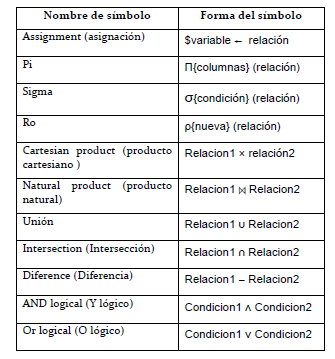 Nombre de símbolo Forma del símbolo
Assignment (asignación) $variable ← relación
Pi Π{columnas} (relación)
Sigma σ{condición} (relación)
Ro ρ{nueva} (relación)
Cartesian product (producto Relacion1 × relación2
cartesiano )
Natural product (producto Relacion1 ⋈ Relacion2
natural)
Unión Relacion1 ∪ Relacion2
Intersection (Intersección) Relacion1 ∩ Relacion2
Diference (Diferencia) Relacion1 – Relacion2
AND logical (Y lógico) Condicion1 ∧ Condicion2
Or logical (O lógico) Condicion1 ∨ Condicion2